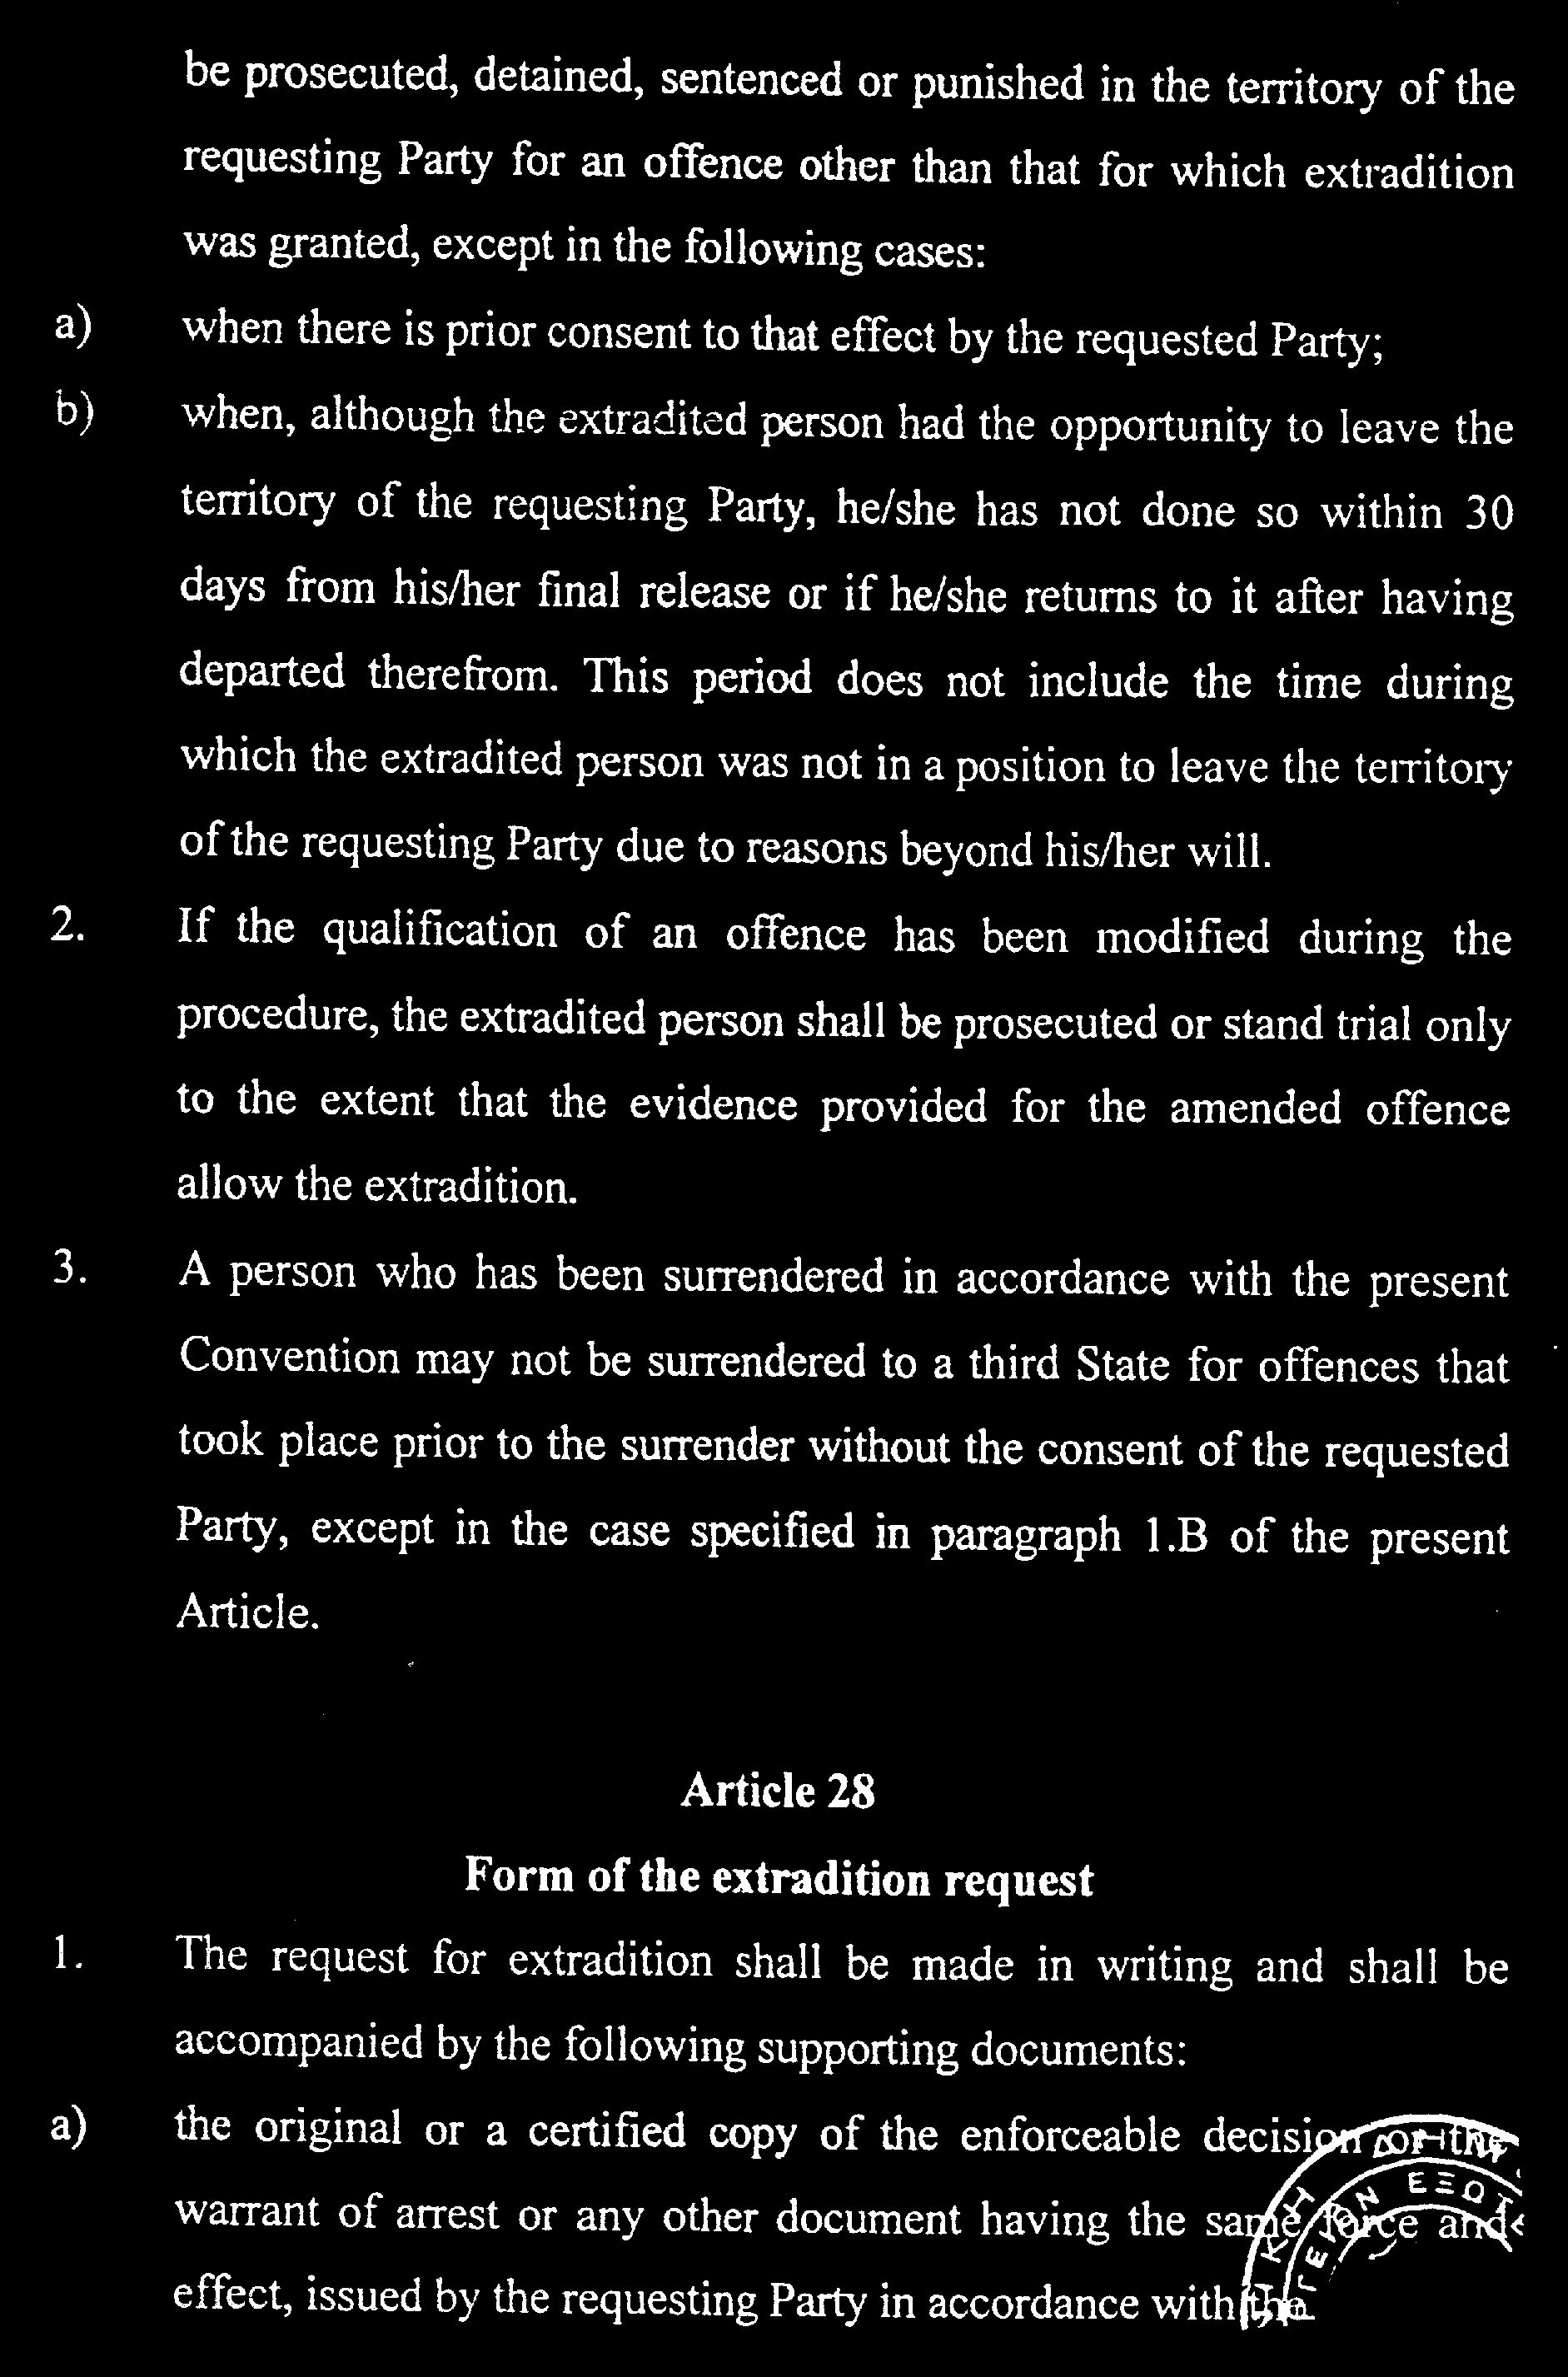 be prosecuted, detained, sentenced or punished in the territory of the
requesting Party for an offence other than that for which extradition
was granted, except in the following cases:
a) when there is prior consent to that effect by the requested Party;
b) when, although the extradited person had the opportunity to leave the
territory of the requesting Party, he/she has not done so within 30
days from his/her final release or if he/she returns to it after having
departed therefrom. This period does not include the time during
which the extradited person was not in a position to leave the territory
of the requesting Party due to reasons beyond his/her will.
2. If the qualification of an offence has been modified during the
procedure, the extradited person shall be prosecuted or stand trial only
to the extent that the evidence provided for the amended offence
allow the extradition.
3. A person who has been surrendered in accordance with the present
Convention may not be surrendered to a third State for offences that
took place prior to the surrender without the consent of the requested
Party, except in the case specified in paragraph 1.B of the present
Article.
Article 28
Form of the extradition request
1. The request for extradition shall be made in writing and shall be
accompanied by the following supporting documents:
a) the original or a certified copy of the enforceable decision or the
warrant of arrest or any other document having the same force and
effect, issued by the requesting Party in accordance with the